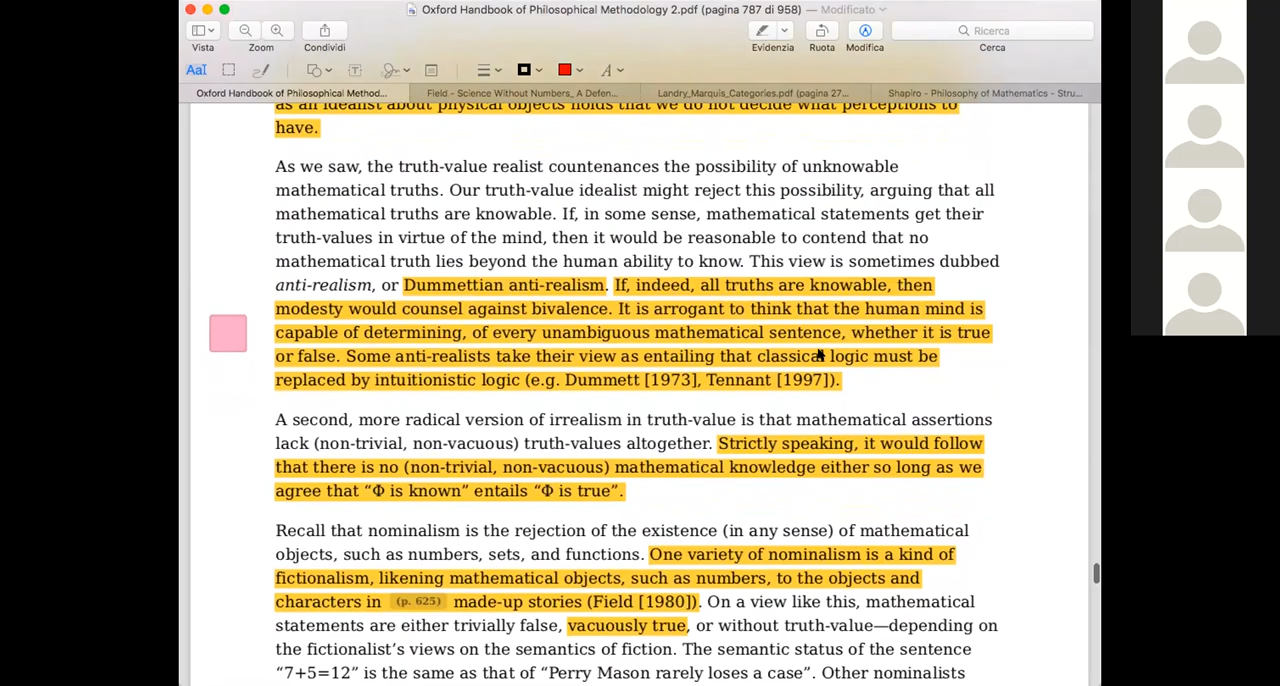 Oxford Handbook of Philosophical Methodology 2.pdf (pagina 787 di 958) — Modificato
Ricerca
Vista
Zoom
Condividi
Evidenzia
Ruota
Modifica
Cerca
AaI
A
Oxford Handbook of Philosophical Method...
Field - Science Without Numbers_ A Defen...
Landry_Marquis_Categories.pdf (pagina 27...
Shapiro - Philosophy of Mathematics - Stru...
as an idealist about physical objects holds that we do not decide what perceptions to
have.
As we saw, the truth-value realist countenances the possibility of unknowable
mathematical truths. Our truth-value idealist might reject this possibility, arguing that all
mathematical truths are knowable. If, in some sense, mathematical statements get their
truth-values in virtue of the mind, then it would be reasonable to contend that no
mathematical truth lies beyond the human ability to know. This view is sometimes dubbed
anti-realism, or Dummettian anti-realism. If, indeed, all truths are knowable, then
modesty would counsel against bivalence. It is arrogant to think that the human mind is
capable of determining, of every unambiguous mathematical sentence, whether it is true
or false. Some anti-realists take their view as entailing that classical logic must be
replaced by intuitionistic logic (e.g. Dummett [1973], Tennant [1997]).
A second, more radical version of irrealism in truth-value is that mathematical assertions
lack (non-trivial, non-vacuous) truth-values altogether. Strictly speaking, it would follow
that there is no (non-trivial, non-vacuous) mathematical knowledge either so long as we
agree that “Φ is known” entails “Φ is true”.
Recall that nominalism is the rejection of the existence (in any sense) of mathematical
objects, such as numbers, sets, and functions. One variety of nominalism is a kind of
fictionalism, likening mathematical objects, such as numbers, to the objects and
characters in (p. 625) made-up stories (Field [1980]). On a view like this, mathematical
statements are either trivially false, vacuously true, or without truth-value—depending on
the fictionalist’s views on the semantics of fiction. The semantic status of the sentence
“7+5=12” is the same as that of “Perry Mason rarely loses a case”. Other nominalists